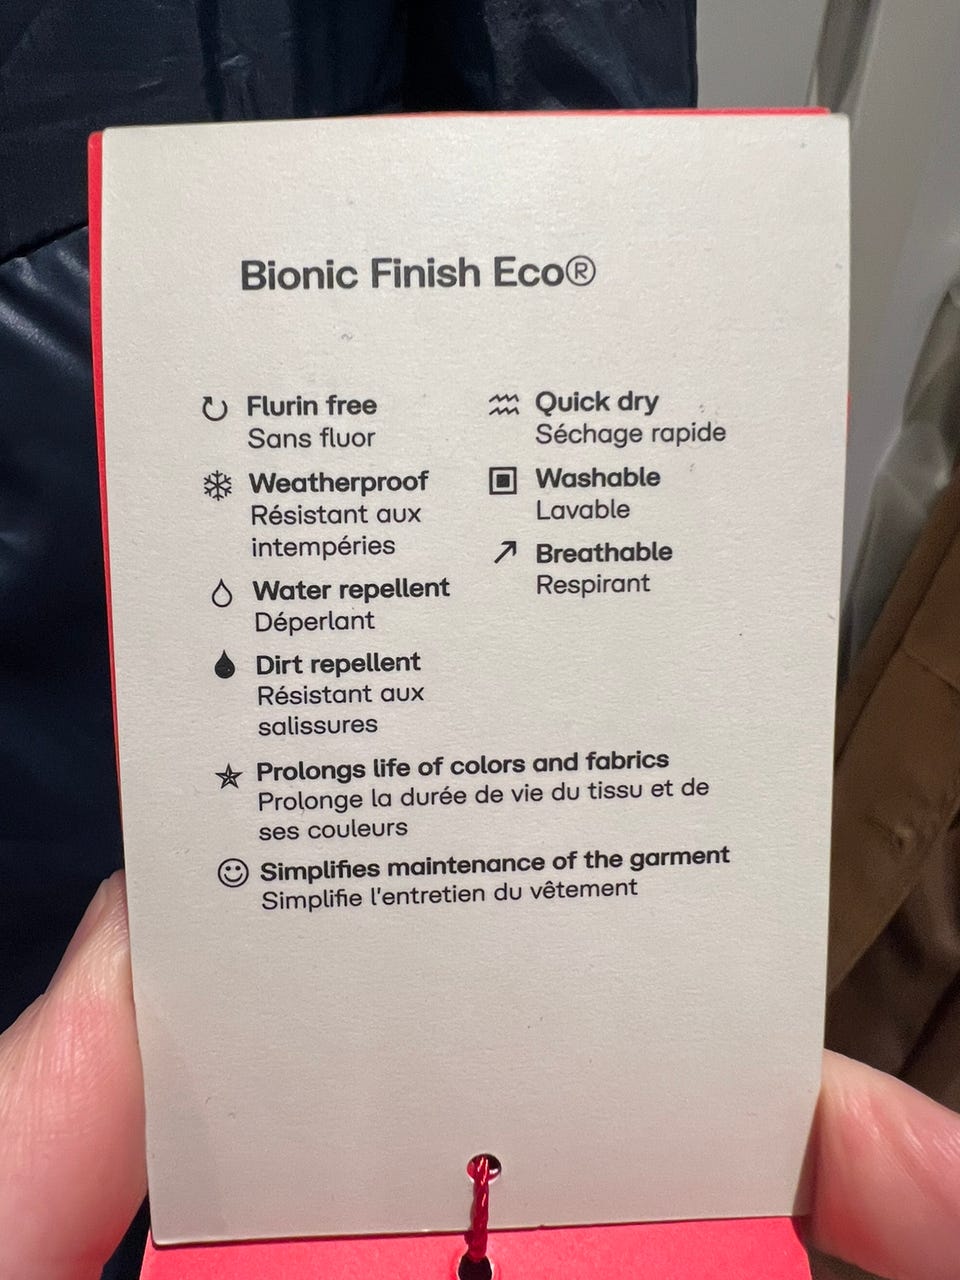 Bionic Finish Eco®
Flurin free
Sans fluor
Weatherproof
Résistant aux
intempéries
Water repellent
Déperlant
Dirt repellent
Résistant aux
salissures
Quick dry
Séchage rapide
Washable
Lavable
Breathable
Respirant
Prolongs life of colors and fabrics
Prolonge la durée de vie du tissu et de
ses couleurs
Simplifies maintenance of the garment
Simplifie l'entretien du vêtement